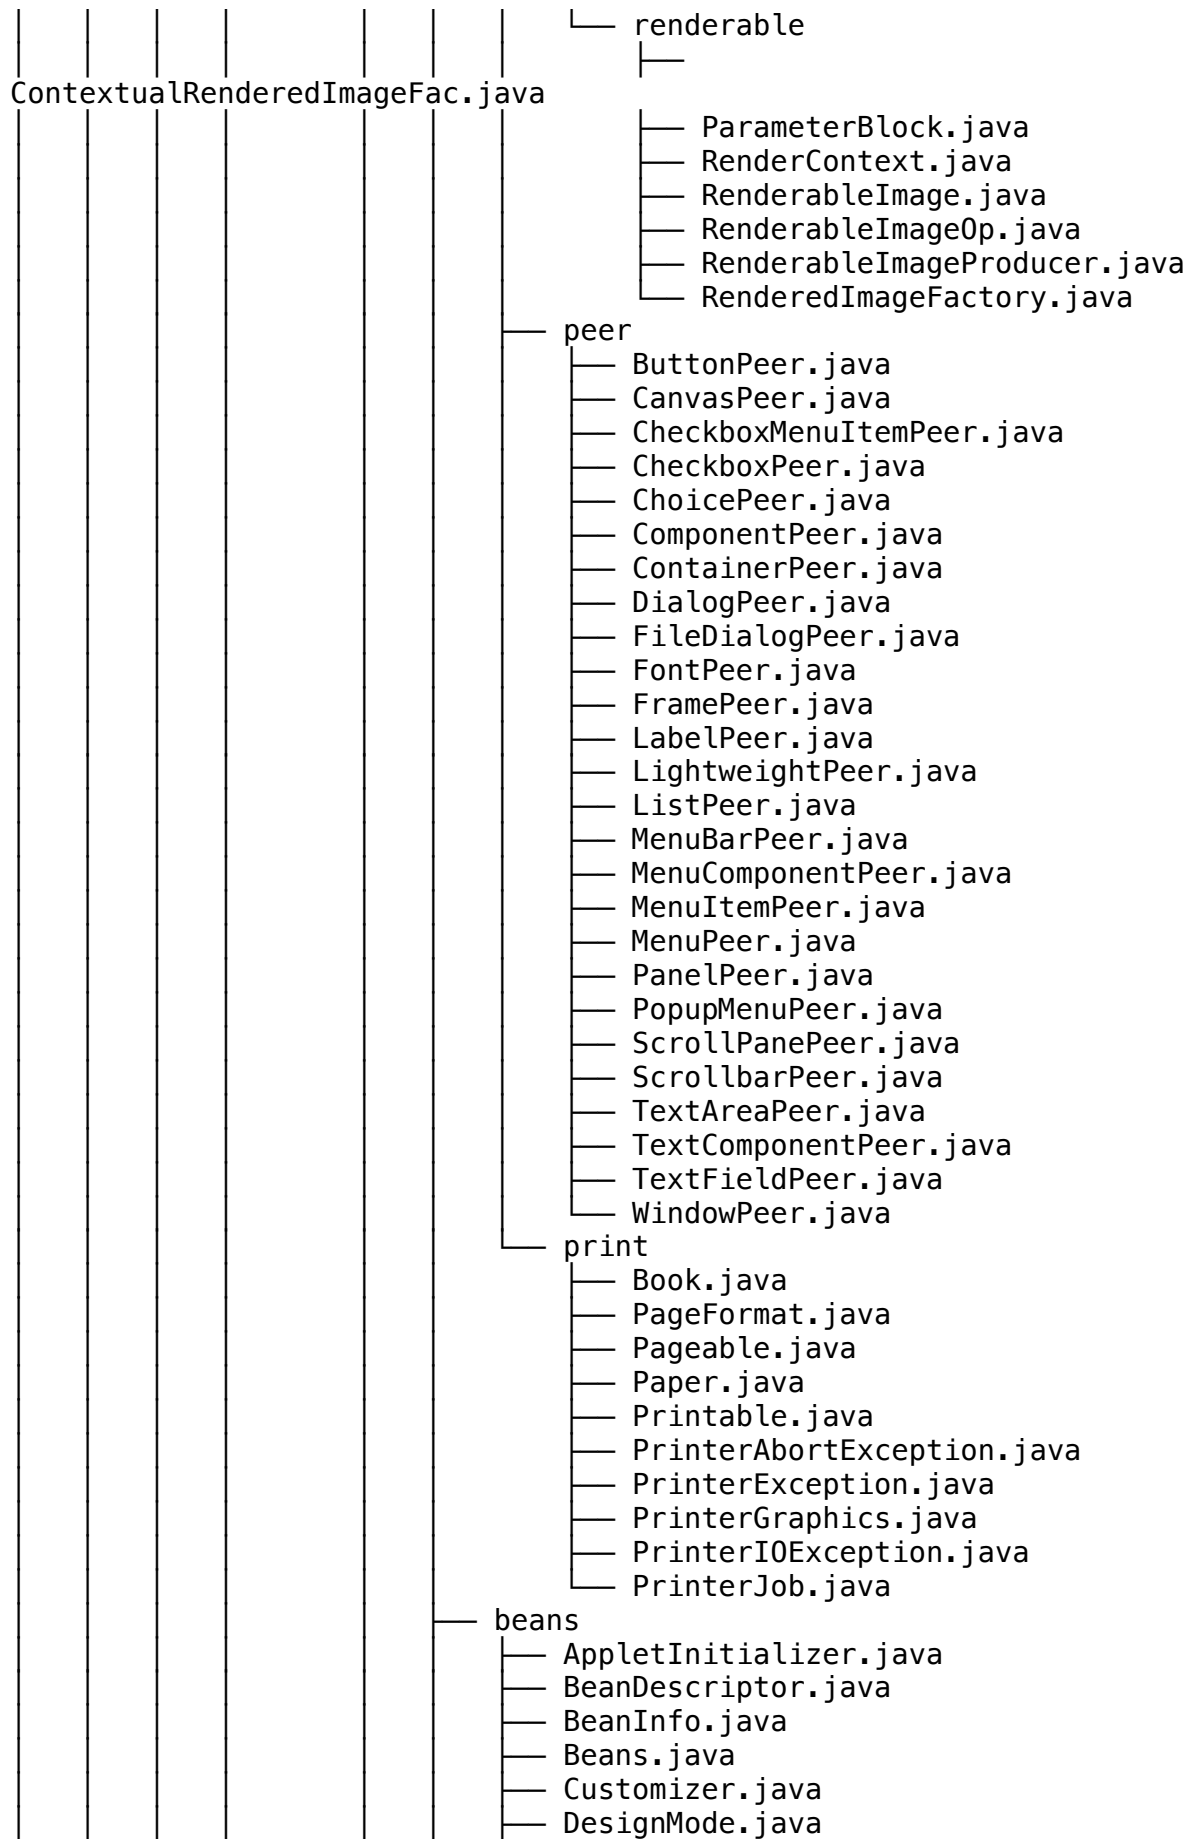 │   │   │   │       │   │   │   └── renderable
│   │   │   │       │   │   │       ├── 
ContextualRenderedImageFac.java
│   │   │   │       │   │   │       ├── ParameterBlock.java
│   │   │   │       │   │   │       ├── RenderContext.java
│   │   │   │       │   │   │       ├── RenderableImage.java
│   │   │   │       │   │   │       ├── RenderableImageOp.java
│   │   │   │       │   │   │       ├── RenderableImageProducer.java
│   │   │   │       │   │   │       └── RenderedImageFactory.java
│   │   │   │       │   │   ├── peer
│   │   │   │       │   │   │   ├── ButtonPeer.java
│   │   │   │       │   │   │   ├── CanvasPeer.java
│   │   │   │       │   │   │   ├── CheckboxMenuItemPeer.java
│   │   │   │       │   │   │   ├── CheckboxPeer.java
│   │   │   │       │   │   │   ├── ChoicePeer.java
│   │   │   │       │   │   │   ├── ComponentPeer.java
│   │   │   │       │   │   │   ├── ContainerPeer.java
│   │   │   │       │   │   │   ├── DialogPeer.java
│   │   │   │       │   │   │   ├── FileDialogPeer.java
│   │   │   │       │   │   │   ├── FontPeer.java
│   │   │   │       │   │   │   ├── FramePeer.java
│   │   │   │       │   │   │   ├── LabelPeer.java
│   │   │   │       │   │   │   ├── LightweightPeer.java
│   │   │   │       │   │   │   ├── ListPeer.java
│   │   │   │       │   │   │   ├── MenuBarPeer.java
│   │   │   │       │   │   │   ├── MenuComponentPeer.java
│   │   │   │       │   │   │   ├── MenuItemPeer.java
│   │   │   │       │   │   │   ├── MenuPeer.java
│   │   │   │       │   │   │   ├── PanelPeer.java
│   │   │   │       │   │   │   ├── PopupMenuPeer.java
│   │   │   │       │   │   │   ├── ScrollPanePeer.java
│   │   │   │       │   │   │   ├── ScrollbarPeer.java
│   │   │   │       │   │   │   ├── TextAreaPeer.java
│   │   │   │       │   │   │   ├── TextComponentPeer.java
│   │   │   │       │   │   │   ├── TextFieldPeer.java
│   │   │   │       │   │   │   └── WindowPeer.java
│   │   │   │       │   │   └── print
│   │   │   │       │   │       ├── Book.java
│   │   │   │       │   │       ├── PageFormat.java
│   │   │   │       │   │       ├── Pageable.java
│   │   │   │       │   │       ├── Paper.java
│   │   │   │       │   │       ├── Printable.java
│   │   │   │       │   │       ├── PrinterAbortException.java
│   │   │   │       │   │       ├── PrinterException.java
│   │   │   │       │   │       ├── PrinterGraphics.java
│   │   │   │       │   │       ├── PrinterIOException.java
│   │   │   │       │   │       └── PrinterJob.java
│   │   │   │       │   ├── beans
│   │   │   │       │   │   ├── AppletInitializer.java
│   │   │   │       │   │   ├── BeanDescriptor.java
│   │   │   │       │   │   ├── BeanInfo.java
│   │   │   │       │   │   ├── Beans.java
│   │   │   │       │   │   ├── Customizer.java
│   │   │   │       │   │   ├── DesignMode.java